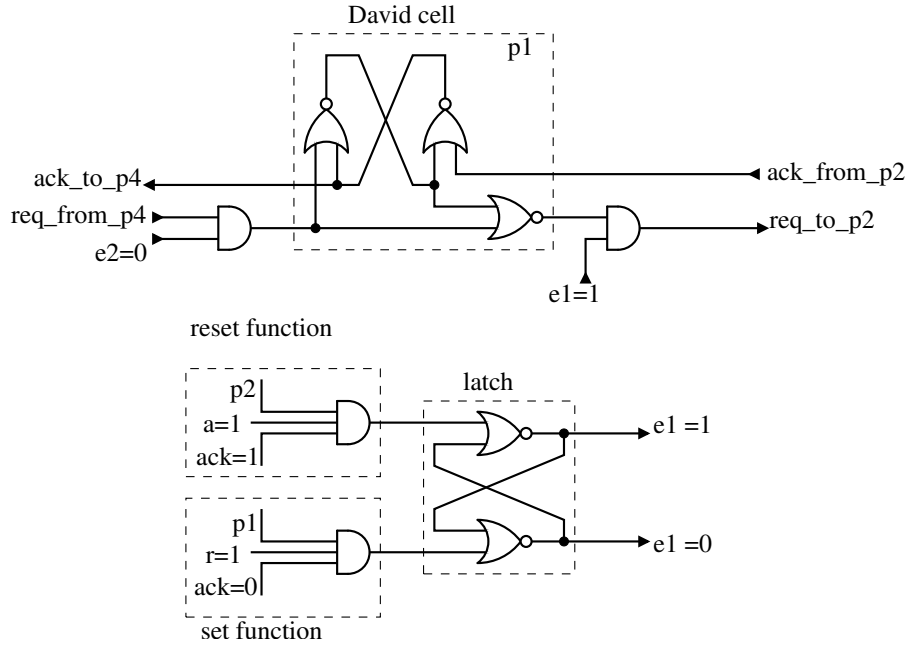 David cell
p1
ack_to_p4
ack_from_p2
req_from_p4
req_to_p2
e2=0
e1=1
reset function
p2
latch
a=1
e1 =1
ack=1
p1
r=1
e1 =0
ack=0
set function